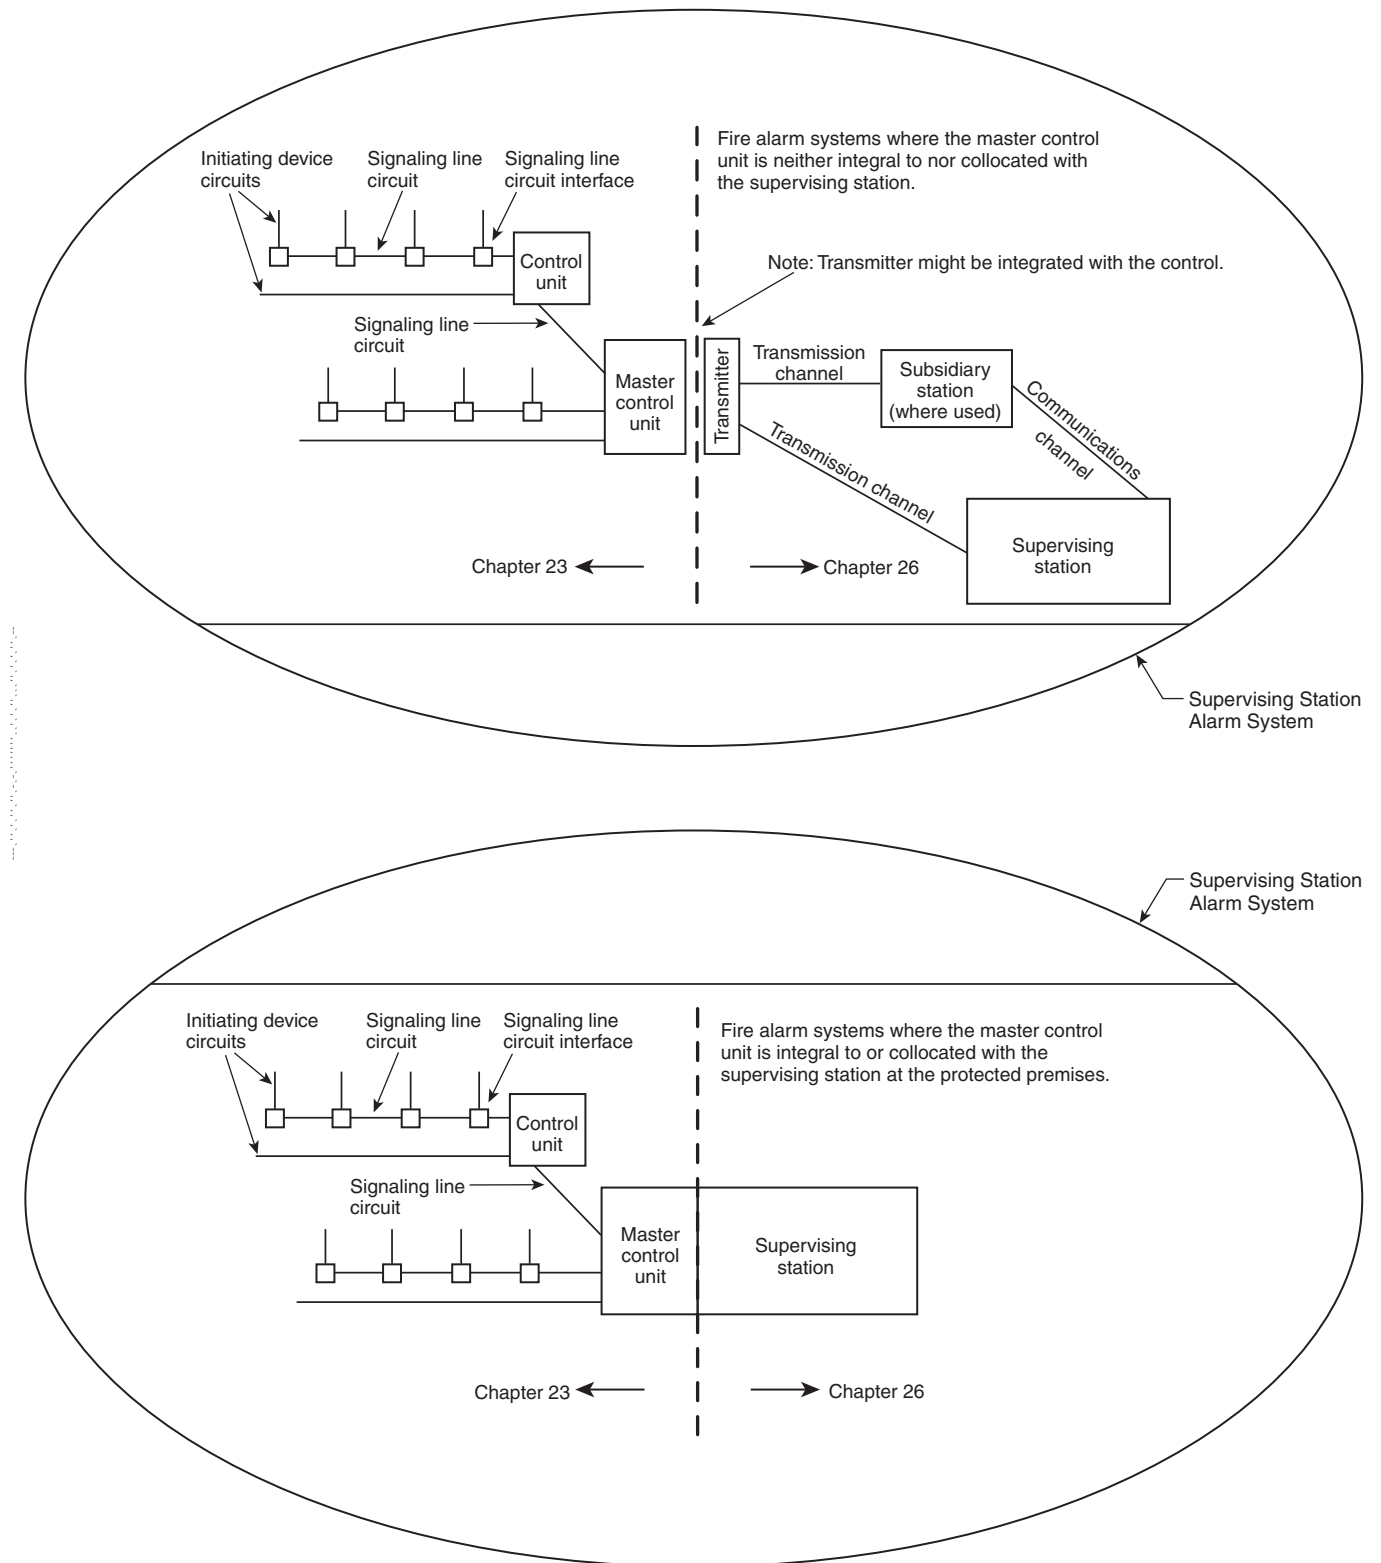 Fire alarm systems where the master control
unit is neither integral to nor collocated with
the supervising station.
Initiating device
circuits
Signaling line
circuit
Signaling line
circuit interface
Control
unit
Note: Transmitter might be integrated with the control.
Signaling line
circuit
Master
control
unit
Transmitter
Transmission
channel
Subsidiary
station
(where used)
Communications
channel
Transmission channel
Supervising
station
Chapter 23
Chapter 26
Supervising Station
Alarm System
Supervising Station
Alarm System
Initiating device
circuits
Signaling line
circuit
Signaling line
circuit interface
Fire alarm systems where the master control
unit is integral to or collocated with the
supervising station at the protected premises.
Control
unit
Signaling line
circuit
Master
control
unit
Supervising
station
Chapter 23
Chapter 26